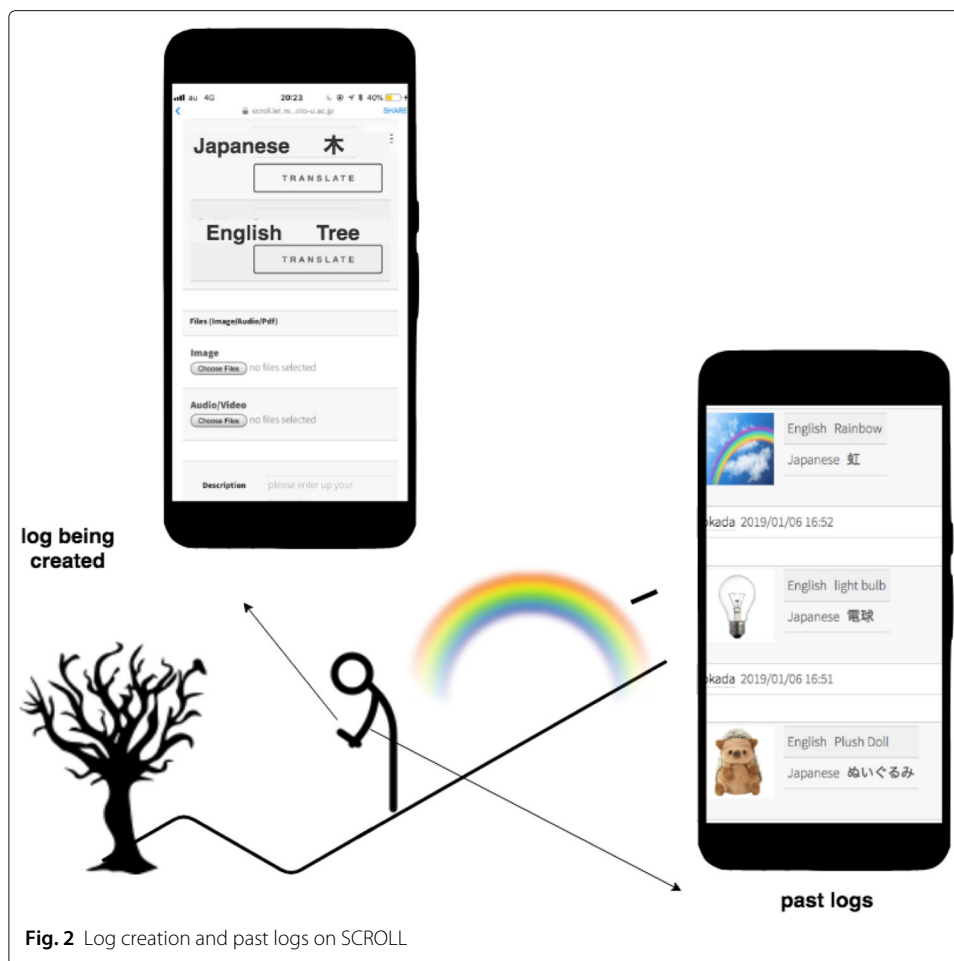 au 4G 20:23 40%
scroll.let.m...oto-u.ac.jp SHARE
Japanese 木
TRANSLATE
English Tree
TRANSLATE
Files (Image/Audio/Pdf)
Image
Choose Files no files selected
Audio/Video
Choose Files no files selected
Description please enter up your
log being
created
English Rainbow
Japanese 虹
okada 2019/01/06 16:52
English light bulb
Japanese 電球
okada 2019/01/06 16:51
English Plush Doll
Japanese ぬいぐるみ
past logs
Fig. 2 Log creation and past logs on SCROLL